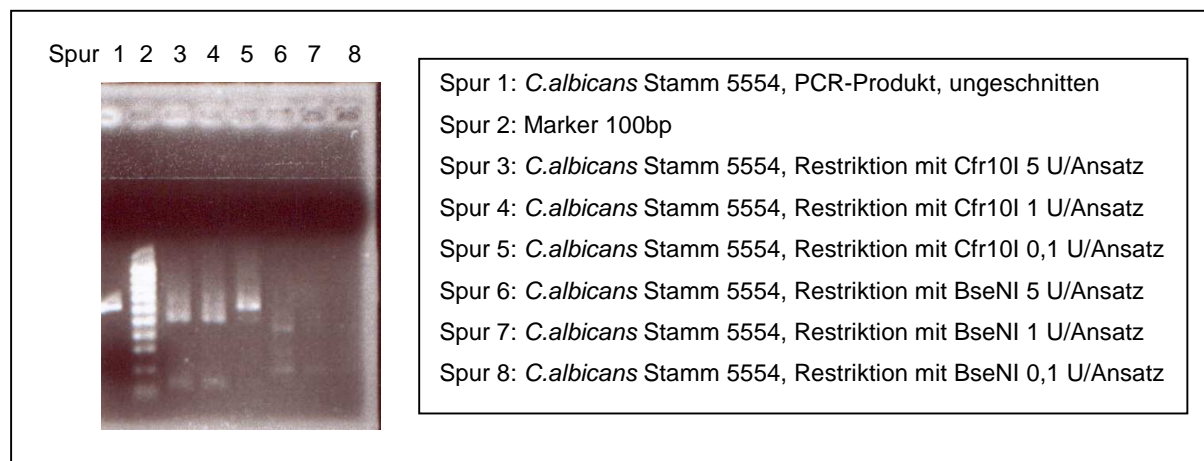 Spur 1 2 3 4 5 6 7 8
Spur 1: C.albicans Stamm 5554, PCR-Produkt, ungeschnitten
Spur 2: Marker 100bp
Spur 3: C.albicans Stamm 5554, Restriktion mit Cfr10I 5 U/Ansatz
Spur 4: C.albicans Stamm 5554, Restriktion mit Cfr10I 1 U/Ansatz
Spur 5: C.albicans Stamm 5554, Restriktion mit Cfr10I 0,1 U/Ansatz
Spur 6: C.albicans Stamm 5554, Restriktion mit BseNI 5 U/Ansatz
Spur 7: C.albicans Stamm 5554, Restriktion mit BseNI 1 U/Ansatz
Spur 8: C.albicans Stamm 5554, Restriktion mit BseNI 0,1 U/Ansatz